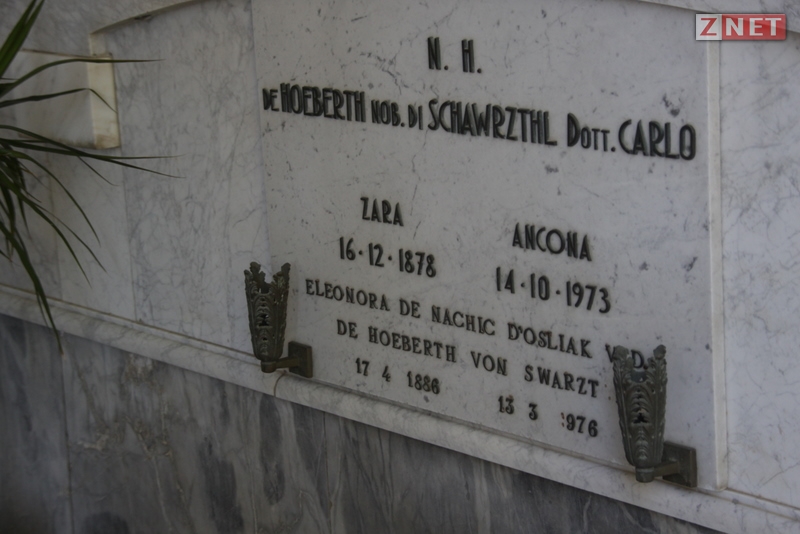 ZNET
N. H.
DE HOEBERTH NOB. DI SCHAWRZTHL DOTT. CARLO
ZARA ANCONA
16·12·1878 14·10·1973
ELEONORA DE NACHIC D'OSLIAK
DE HOEBERTH VON SWARZT
17 4 1886 13 3 976